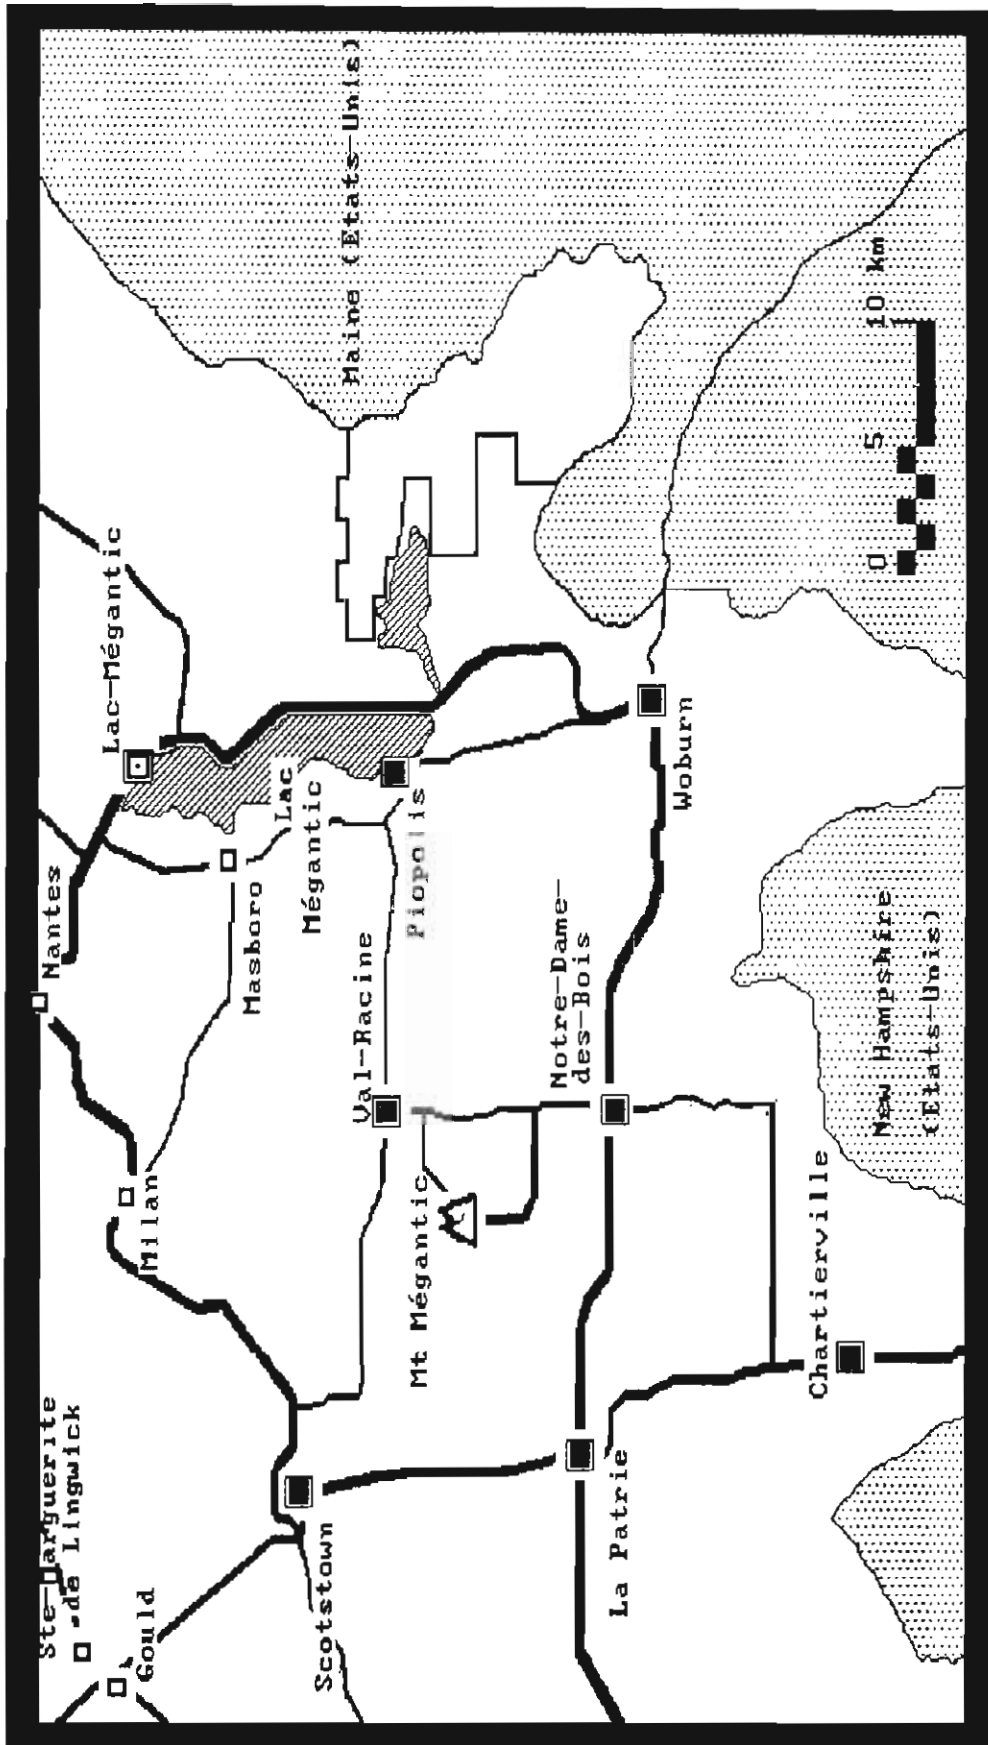 Ste-Marguerite
de Lingwick
Gould
Scotstown
Milan
Nantes
Lac-Mégantic
Masboro
Lac
Mégantic
Val-Racine
Piopolis
Mt Mégantic
Maine (Etats-Unis)
Notre-Dame-
des-Bois
La Patrie
Woburn
Chartierville
New Hampshire
(Etats-Unis)
0 5 10 km